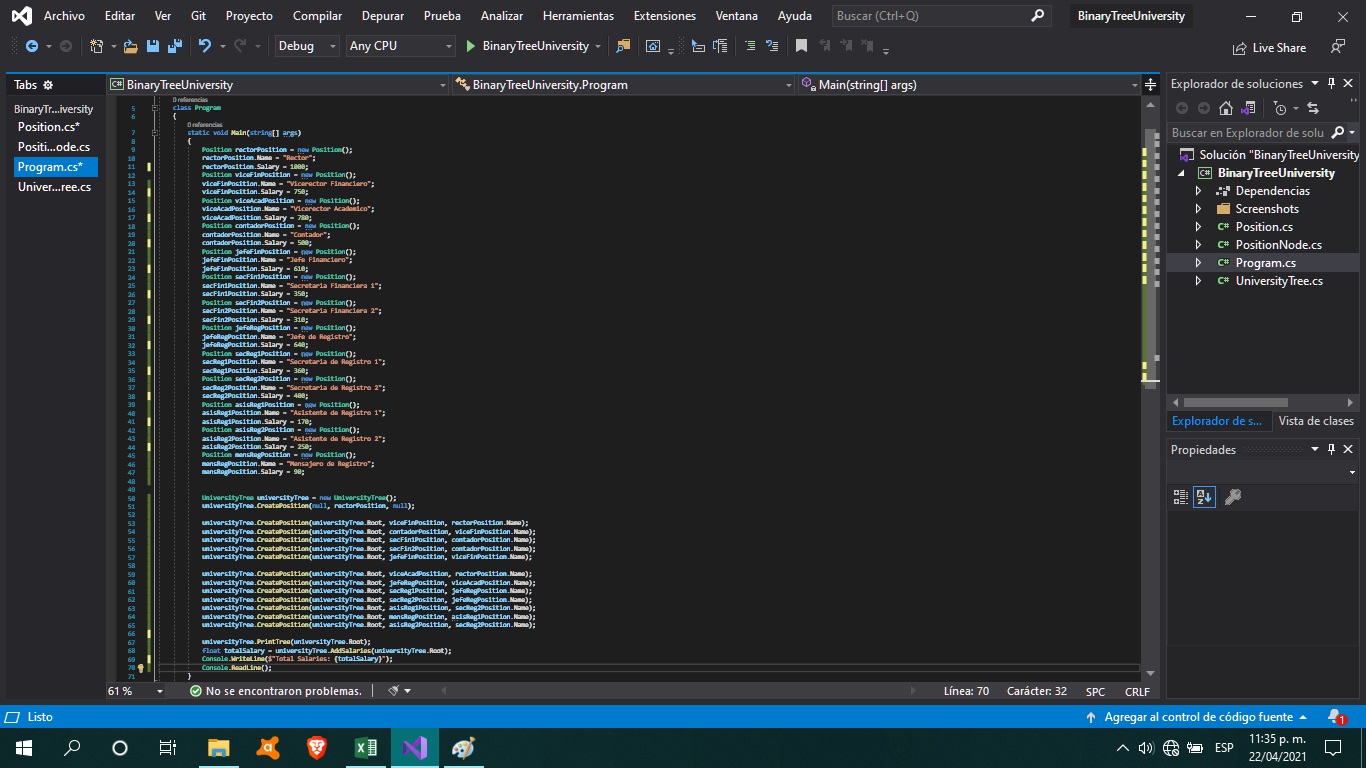 Archivo Editar Ver Git Proyecto Compilar Depurar Prueba Analizar Herramientas Extensiones Ventana Ayuda Buscar (Ctrl+Q) BinaryTreeUniversity
Debug Any CPU BinaryTreeUniversity Live Share
Tabs
BinaryTr...iversity
Position.cs*
Positi...ode.cs
Program.cs*
Univer...ree.cs
BinaryTreeUniversity BinaryTreeUniversity.Program Main(string[] args)
0 referencias
5 class Program
6 {
0 referencias
7 static void Main(string[] args)
8 {
9 Position rectorPosition = new Position();
10 rectorPosition.Name = "Rector";
11 rectorPosition.Salary = 1000;
12 Position viceFinPosition = new Position();
13 viceFinPosition.Name = "Vicerector Financiero";
14 viceFinPosition.Salary = 750;
15 Position viceAcadPosition = new Position();
16 viceAcadPosition.Name = "Vicerector Academico";
17 viceAcadPosition.Salary = 780;
18 Position contadorPosition = new Position();
19 contadorPosition.Name = "Contador";
20 contadorPosition.Salary = 500;
21 Position jefeFinPosition = new Position();
22 jefeFinPosition.Name = "Jefe Financiero";
23 jefeFinPosition.Salary = 610;
24 Position secFin1Position = new Position();
25 secFin1Position.Name = "Secretaria Financiera 1";
26 secFin1Position.Salary = 350;
27 Position secFin2Position = new Position();
28 secFin2Position.Name = "Secretaria Financiera 2";
29 secFin2Position.Salary = 310;
30 Position jefeRegPosition = new Position();
31 jefeRegPosition.Name = "Jefe de Registro";
32 jefeRegPosition.Salary = 640;
33 Position secReg1Position = new Position();
34 secReg1Position.Name = "Secretaria de Registro 1";
35 secReg1Position.Salary = 360;
36 Position secReg2Position = new Position();
37 secReg2Position.Name = "Secretaria de Registro 2";
38 secReg2Position.Salary = 400;
39 Position asisReg1Position = new Position();
40 asisReg1Position.Name = "Asistente de Registro 1";
41 asisReg1Position.Salary = 170;
42 Position asisReg2Position = new Position();
43 asisReg2Position.Name = "Asistente de Registro 2";
44 asisReg2Position.Salary = 250;
45 Position mensRegPosition = new Position();
46 mensRegPosition.Name = "Mensajero de Registro";
47 mensRegPosition.Salary = 90;
48
49
50 UniversityTree universityTree = new UniversityTree();
51 universityTree.CreatePosition(null, rectorPosition, null);
52
53 universityTree.CreatePosition(universityTree.Root, viceFinPosition, rectorPosition.Name);
54 universityTree.CreatePosition(universityTree.Root, contadorPosition, viceFinPosition.Name);
55 universityTree.CreatePosition(universityTree.Root, secFin1Position, contadorPosition.Name);
56 universityTree.CreatePosition(universityTree.Root, secFin2Position, contadorPosition.Name);
57 universityTree.CreatePosition(universityTree.Root, jefeFinPosition, viceFinPosition.Name);
58
59 universityTree.CreatePosition(universityTree.Root, viceAcadPosition, rectorPosition.Name);
60 universityTree.CreatePosition(universityTree.Root, jefeRegPosition, viceAcadPosition.Name);
61 universityTree.CreatePosition(universityTree.Root, secReg1Position, jefeRegPosition.Name);
62 universityTree.CreatePosition(universityTree.Root, secReg2Position, jefeRegPosition.Name);
63 universityTree.CreatePosition(universityTree.Root, asisReg1Position, secReg2Position.Name);
64 universityTree.CreatePosition(universityTree.Root, mensRegPosition, asisReg1Position.Name);
65 universityTree.CreatePosition(universityTree.Root, asisReg2Position, secReg2Position.Name);
66
67 universityTree.PrintTree(universityTree.Root);
68 float totalSalary = universityTree.AddSalaries(universityTree.Root);
69 Console.WriteLine($"Total Salaries: {totalSalary}");
70 Console.ReadLine();
71 }
61 % No se encontraron problemas. Línea: 70 Carácter: 32 SPC CRLF
Explorador de soluciones
Buscar en Explorador de solu
Solución "BinaryTreeUniversity
C# BinaryTreeUniversity
Dependencias
Screenshots
C# Position.cs
C# PositionNode.cs
C# Program.cs
C# UniversityTree.cs
Explorador de s... Vista de clases
Propiedades
Listo Agregar al control de código fuente 1
ESP 11:35 p. m.
22/04/2021